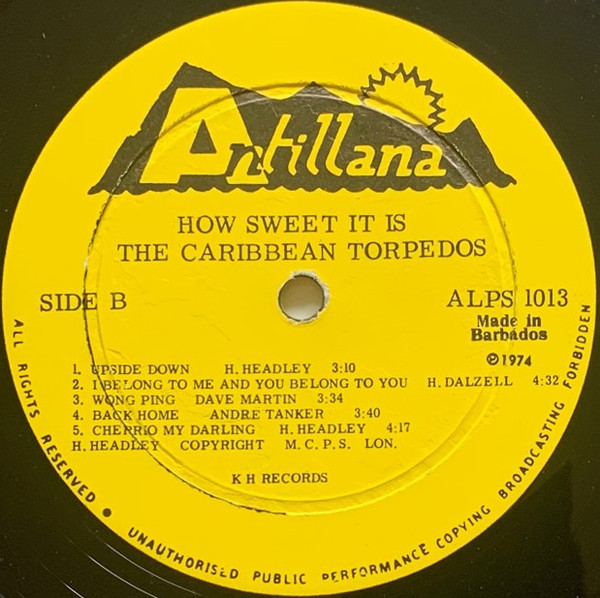 Antillana
HOW SWEET IT IS
THE CARIBBEAN TORPEDOS
SIDE B
ALPS 1013
Made in
Barbados
℗1974
1. UPSIDE DOWN H. HEADLEY 3:10
2. I BELONG TO ME AND YOU BELONG TO YOU H. DALZELL 4:32
3. WONG PING DAVE MARTIN 3:34
4. BACK HOME ANDRE TANKER 3:40
5. CHEPRIO MY DARLING H. HEADLEY 4:17
H. HEADLEY COPYRIGHT M. C. P. S. LON.
K H RECORDS
ALL RIGHTS RESERVED • UNAUTHORISED PUBLIC PERFORMANCE COPYING BROADCASTING FORBIDDEN